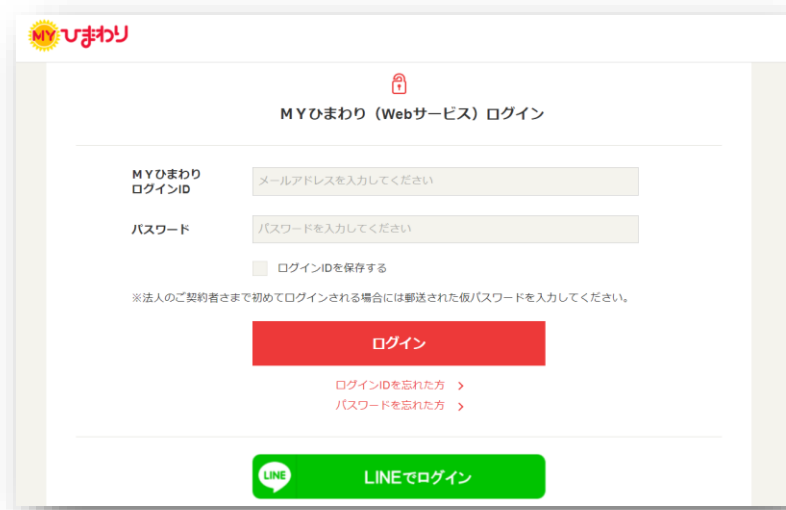 MYひまわり
MYひまわり（Webサービス）ログイン
MYひまわり
ログインID
メールアドレスを入力してください
パスワード
パスワードを入力してください
ログインIDを保存する
※法人のご契約者さまで初めてログインされる場合には郵送された仮パスワードを入力してください。
ログイン
ログインIDを忘れた方 >
パスワードを忘れた方 >
LINE LINEでログイン